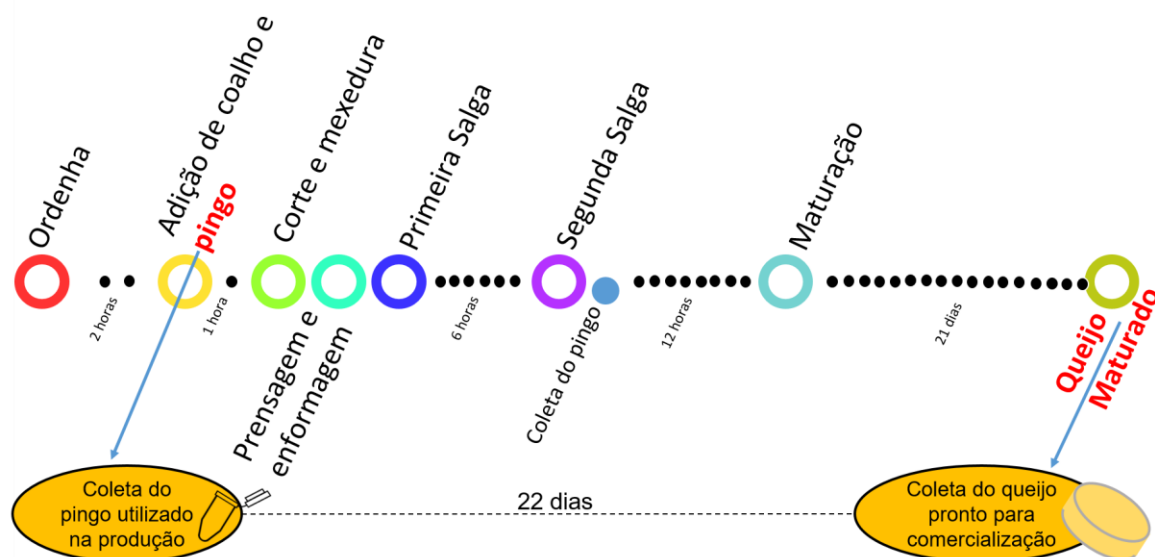 Ordenha
2 horas
Adição de coalho e
pingo
1 hora
Corte e mexedura
Prensagem e
enformagem
Primeira Salga
6 horas
Segunda Salga
Coleta do pingo
12 horas
Maturação
21 dias
Queijo
Maturado
Coleta do
pingo utilizado
na produção
22 dias
Coleta do queijo
pronto para
comercialização